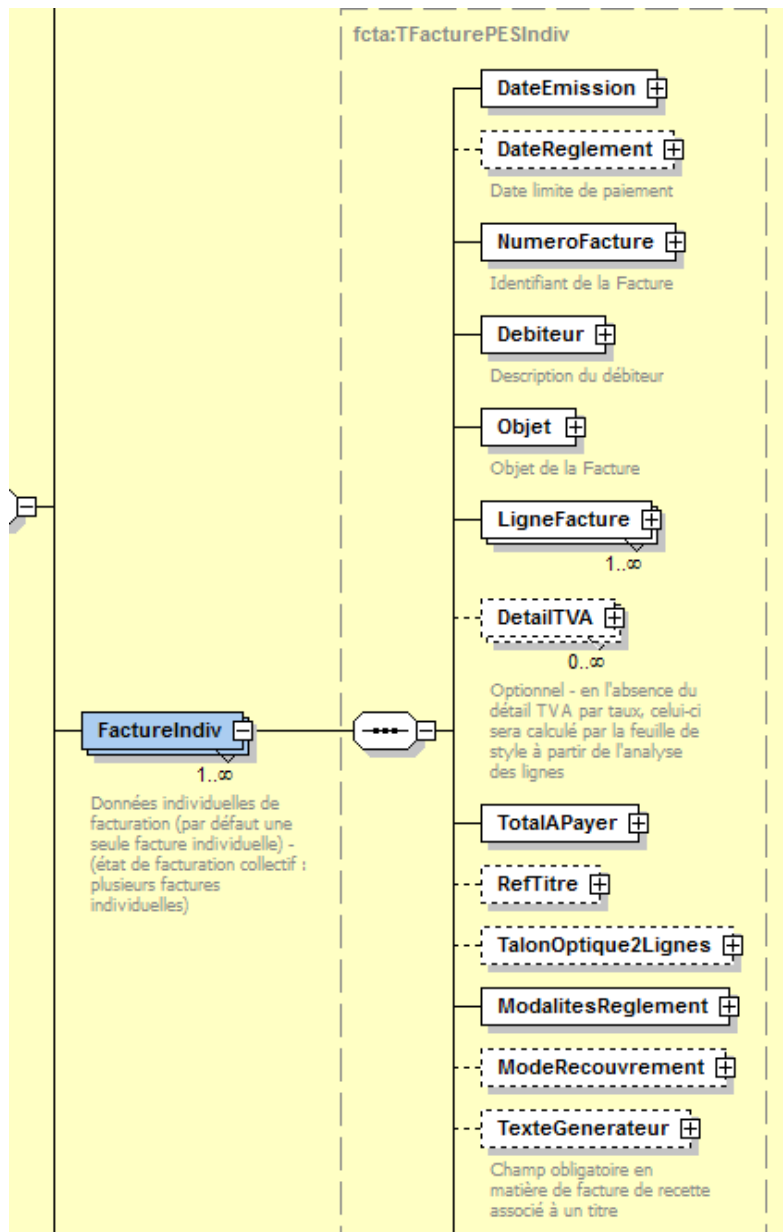 fcta:TFacturePESIndiv
DateEmission
DateReglement
Date limite de paiement
NumeroFacture
Identifiant de la Facture
Debiteur
Description du débiteur
Objet
Objet de la Facture
LigneFacture
1..∞
DetailTVA
0..∞
Optionnel - en l'absence du
détail TVA par taux, celui-ci
sera calculé par la feuille de
style à partir de l'analyse
des lignes
FactureIndiv
1..∞
Données individuelles de
facturation (par défaut une
seule facture individuelle) -
(état de facturation collectif :
plusieurs factures
individuelles)
TotalAPayer
RefTitre
TalonOptique2Lignes
ModalitesReglement
ModeRecouvrement
TexteGenerateur
Champ obligatoire en
matière de facture de recette
associé à un titre